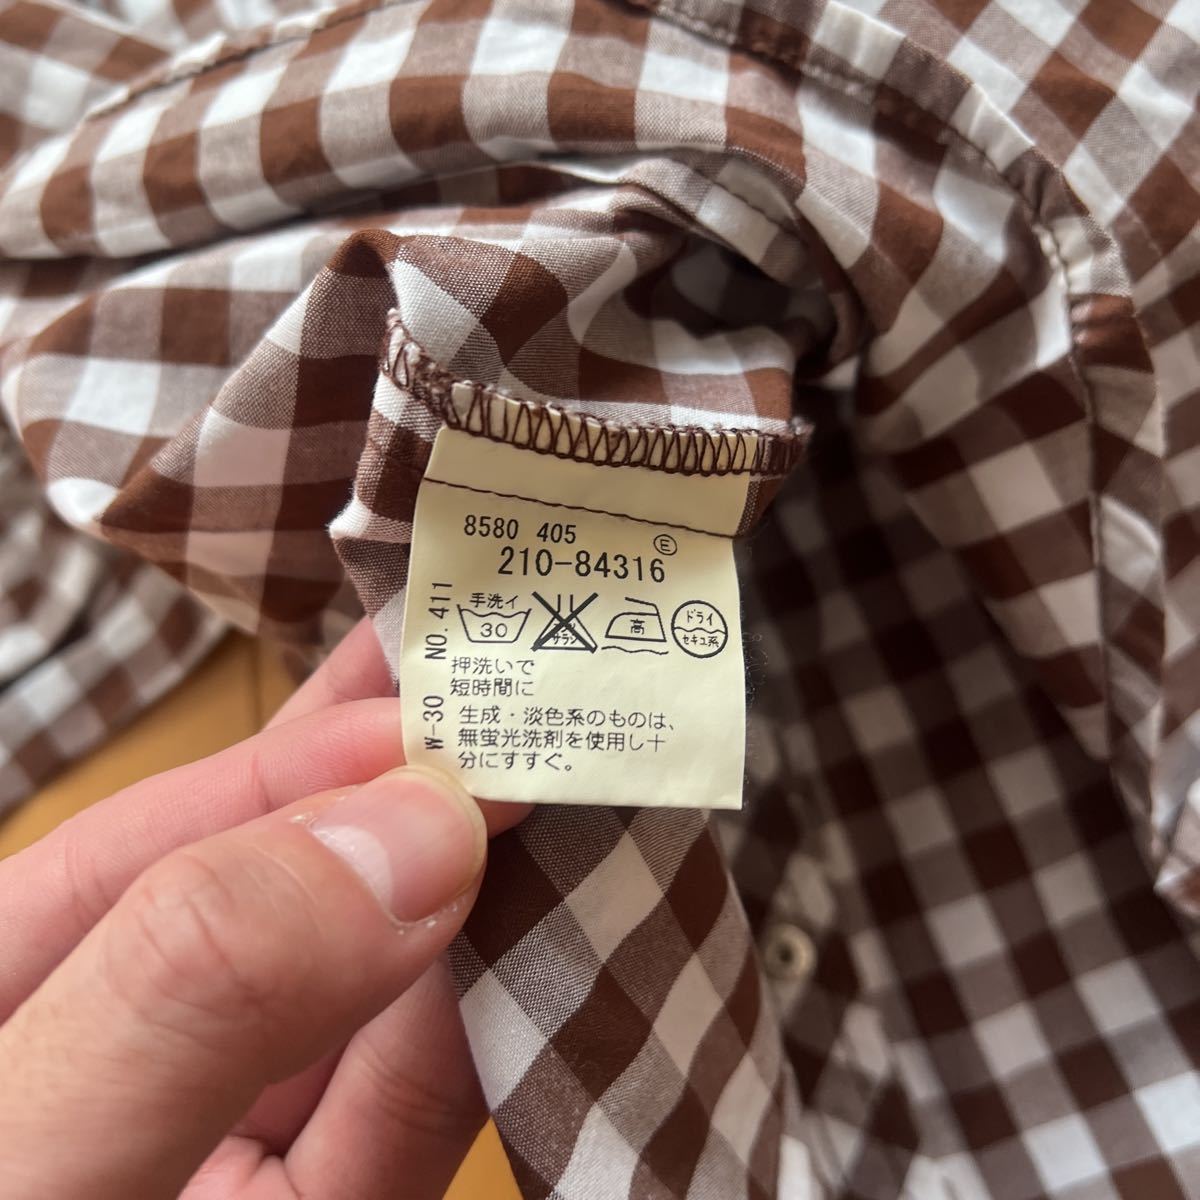 8580 405
Ⓔ
210-84316
手洗イ
30
サラシ
高
ドライ
セキユ系
押洗いで
短時間に
生成・淡色系のものは、
無蛍光洗剤を使用し十
分にすすぐ。
W-30 NO.411